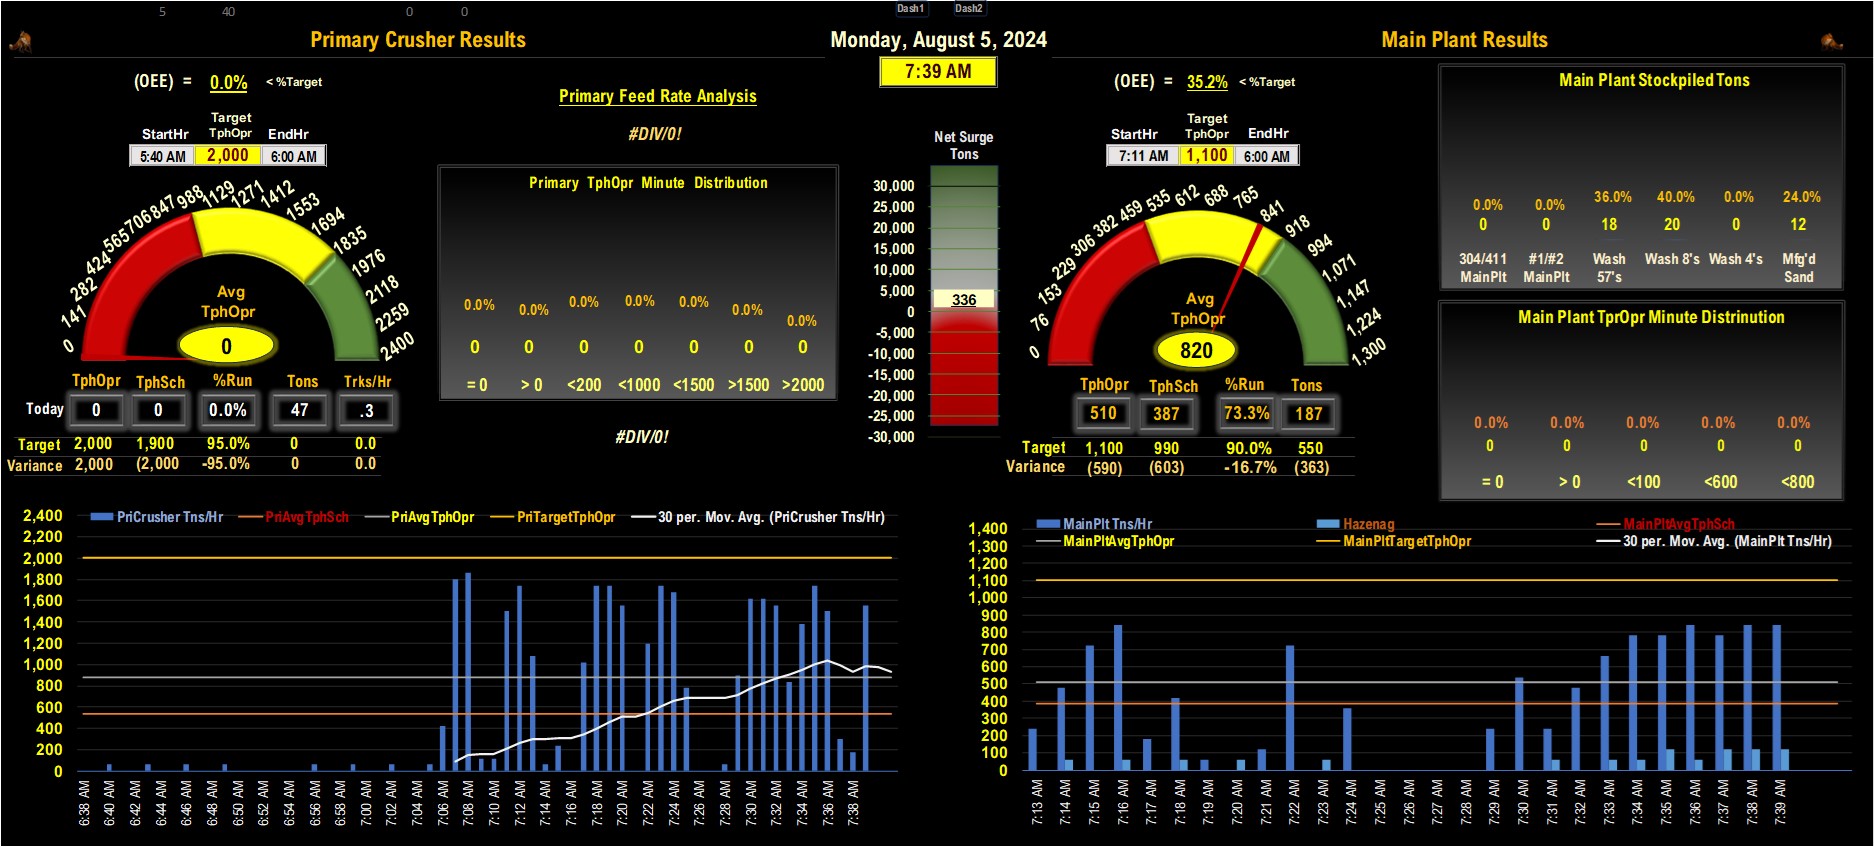 5 40 0 0 Dash1 Dash2
Primary Crusher Results
Monday, August 5, 2024
Main Plant Results
7:39 AM
(OEE) = 0.0% < %Target
Target
StartHr TphOpr EndHr
5:40 AM 2,000 6:00 AM
0 141 282 424 565 706 847 988 1129 1271 1412 1553 1694 1835 1976 2118 2259 2400
Avg
TphOpr
0
TphOpr TphSch %Run Tons Trks/Hr
Today 0 0 0.0% 47 .3
Target 2,000 1,900 95.0% 0 0.0
Variance 2,000 (2,000 -95.0% 0 0.0
Primary Feed Rate Analysis
#DIV/0!
Primary TphOpr Minute Distribution
0.0% 0.0% 0.0% 0.0% 0.0% 0.0% 0.0%
0 0 0 0 0 0 0
= 0 > 0 <200 <1000 <1500 >1500 >2000
#DIV/0!
Net Surge
Tons
30,000
25,000
20,000
15,000
10,000
5,000
336
0
-5,000
-10,000
-15,000
-20,000
-25,000
-30,000
(OEE) = 35.2% < %Target
Target
StartHr TphOpr EndHr
7:11 AM 1,100 6:00 AM
0 76 153 229 306 382 459 535 612 688 765 841 918 994 1,071 1,147 1,224 1,300
Avg
TphOpr
820
TphOpr TphSch %Run Tons
510 387 73.3% 187
Target 1,100 990 90.0% 550
Variance (590) (603) -16.7% (363)
Main Plant Stockpiled Tons
0.0% 0.0% 36.0% 40.0% 0.0% 24.0%
0 0 18 20 0 12
304/411 #1/#2 Wash Wash 8's Wash 4's Mfg'd
MainPlt MainPlt 57's Sand
Main Plant TprOpr Minute Distrinution
0.0% 0.0% 0.0% 0.0% 0.0%
0 0 0 0 0
= 0 > 0 <100 <600 <800
PriCrusher Tns/Hr PriAvgTphSch PriAvgTphOpr PriTargetTphOpr 30 per. Mov. Avg. (PriCrusher Tns/Hr)
2,400
2,200
2,000
1,800
1,600
1,400
1,200
1,000
800
600
400
200
0
6:38 AM 6:40 AM 6:42 AM 6:44 AM 6:46 AM 6:48 AM 6:50 AM 6:52 AM 6:54 AM 6:56 AM 6:58 AM 7:00 AM 7:02 AM 7:04 AM 7:06 AM 7:08 AM 7:10 AM 7:12 AM 7:14 AM 7:16 AM 7:18 AM 7:20 AM 7:22 AM 7:24 AM 7:26 AM 7:28 AM 7:30 AM 7:32 AM 7:34 AM 7:36 AM 7:38 AM
MainPlt Tns/Hr Hazenag MainPltAvgTphSch
MainPltAvgTphOpr MainPltTargetTphOpr 30 per. Mov. Avg. (MainPlt Tns/Hr)
1,400
1,300
1,200
1,100
1,000
900
800
700
600
500
400
300
200
100
0
7:13 AM 7:14 AM 7:15 AM 7:16 AM 7:17 AM 7:18 AM 7:19 AM 7:20 AM 7:21 AM 7:22 AM 7:23 AM 7:24 AM 7:25 AM 7:26 AM 7:27 AM 7:28 AM 7:29 AM 7:30 AM 7:31 AM 7:32 AM 7:33 AM 7:34 AM 7:35 AM 7:36 AM 7:37 AM 7:38 AM 7:39 AM